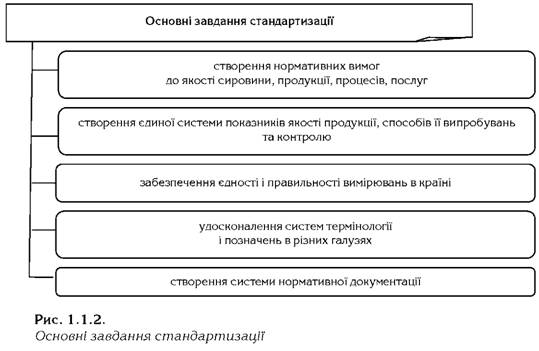 Основні завдання стандартизації
створення нормативних вимог
до якості сировини, продукції, процесів, послуг
створення єдиної системи показників якості продукції, способів її випробувань
та контролю
забезпечення єдності і правильності вимірювань в країні
удосконалення систем термінології
і позначень в різних галузях
створення системи нормативної документації
Рис. 1.1.2.
Основні завдання стандартизації